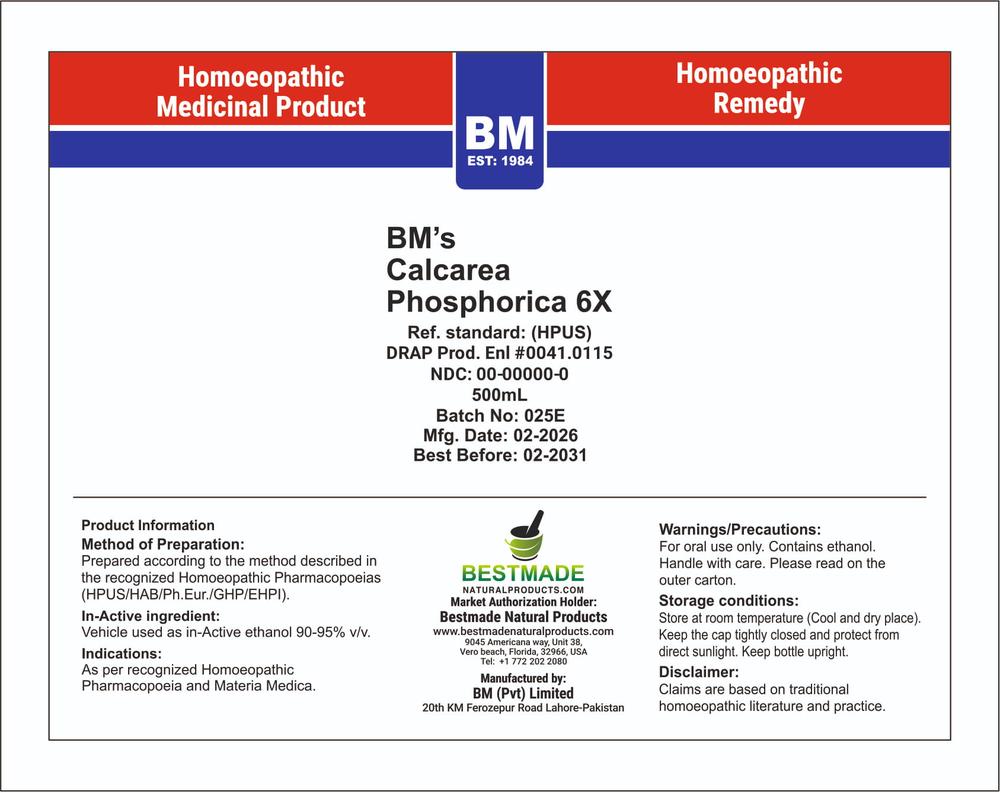 Homoeopathic
Medicinal Product
BM
EST: 1984
Homoeopathic
Remedy
BM’s
Calcarea
Phosphorica 6X
Ref. standard: (HPUS)
DRAP Prod. Enl #0041.0115
NDC: 00-00000-0
500mL
Batch No: 025E
Mfg. Date: 02-2026
Best Before: 02-2031
Product Information
Method of Preparation:
Prepared according to the method described in
the recognized Homoeopathic Pharmacopoeias
(HPUS/HAB/Ph.Eur./GHP/EHPI).
In-Active ingredient:
Vehicle used as in-Active ethanol 90-95% v/v.
Indications:
As per recognized Homoeopathic
Pharmacopoeia and Materia Medica.
BESTMADE
NATURALPRODUCTS.COM
Market Authorization Holder:
Bestmade Natural Products
www.bestmadenaturalproducts.com
9045 Americana way, Unit 38,
Vero beach, Florida, 32966, USA
Tel: +1 772 202 2080
Manufactured by:
BM (Pvt) Limited
20th KM Ferozepur Road Lahore-Pakistan
Warnings/Precautions:
For oral use only. Contains ethanol.
Handle with care. Please read on the
outer carton.
Storage conditions:
Store at room temperature (Cool and dry place).
Keep the cap tightly closed and protect from
direct sunlight. Keep bottle upright.
Disclaimer:
Claims are based on traditional
homoeopathic literature and practice.